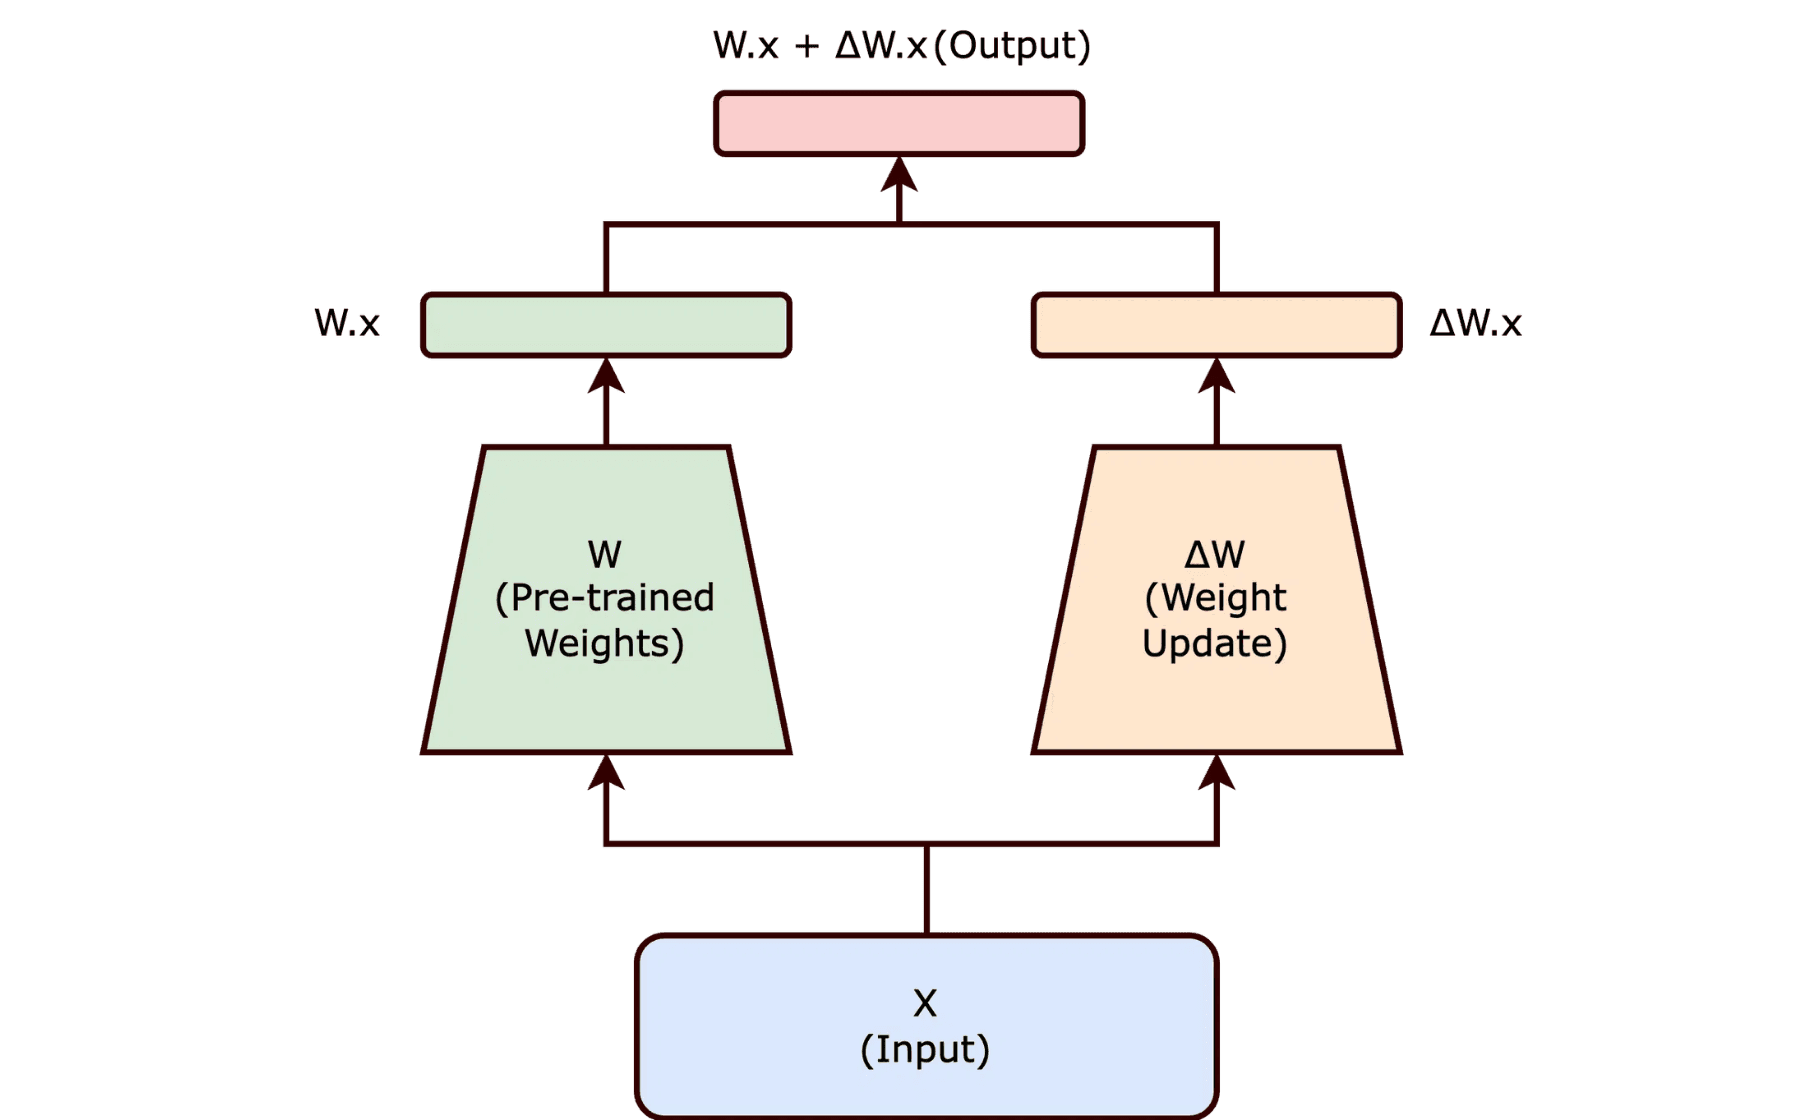 W.x + ΔW.x(Output)
W.x
ΔW.x
W
(Pre-trained
Weights)
ΔW
(Weight
Update)
X
(Input)